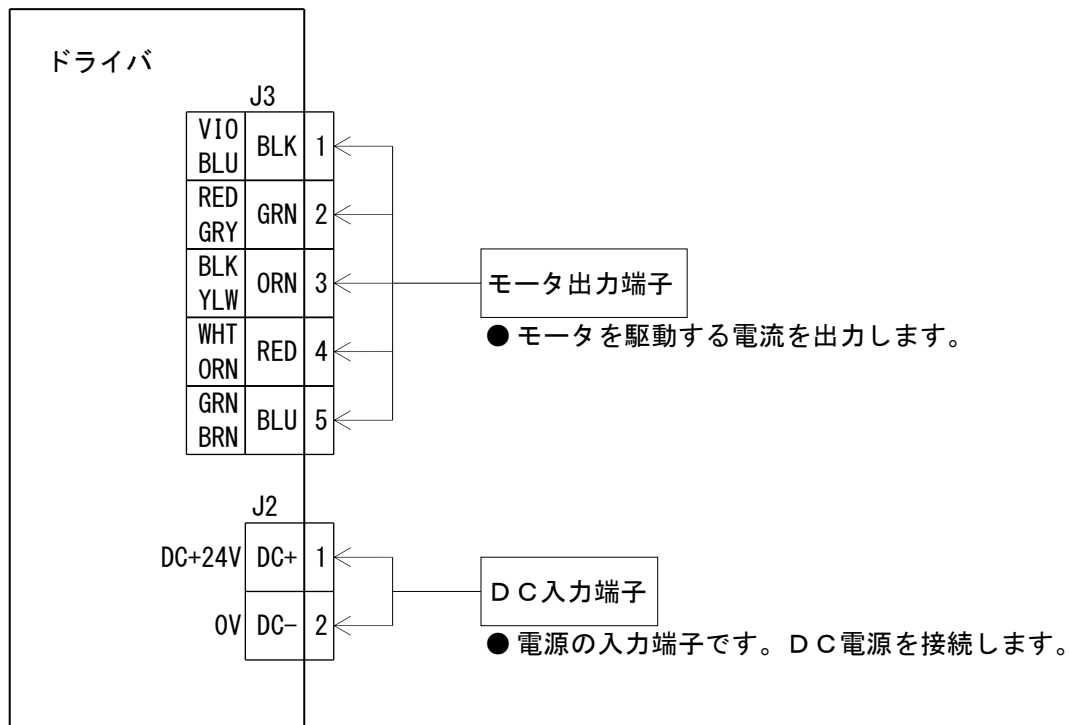 ドライバ
J3
VIO
BLU
BLK
1
RED
GRY
GRN
2
BLK
YLW
ORN
3
WHT
ORN
RED
4
GRN
BRN
BLU
5
モータ出力端子
● モータを駆動する電流を出力します。
J2
DC+24V DC+ 1
0V DC- 2
ＤＣ入力端子
● 電源の入力端子です。ＤＣ電源を接続します。